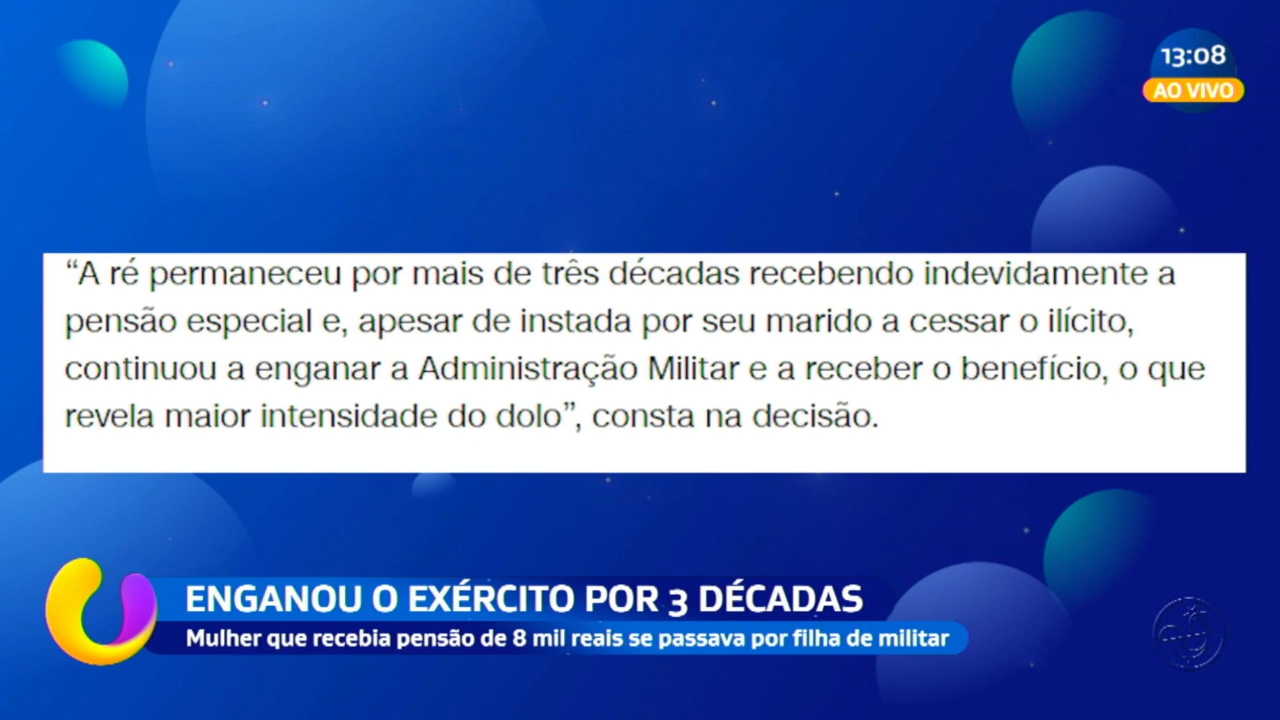 13:08
AO VIVO
“A ré permaneceu por mais de três décadas recebendo indevidamente a
pensão especial e, apesar de instada por seu marido a cessar o ilícito,
continuou a enganar a Administração Militar e a receber o benefício, o que
revela maior intensidade do dolo”, consta na decisão.
ENGANOU O EXÉRCITO POR 3 DÉCADAS
Mulher que recebia pensão de 8 mil reais se passava por filha de militar